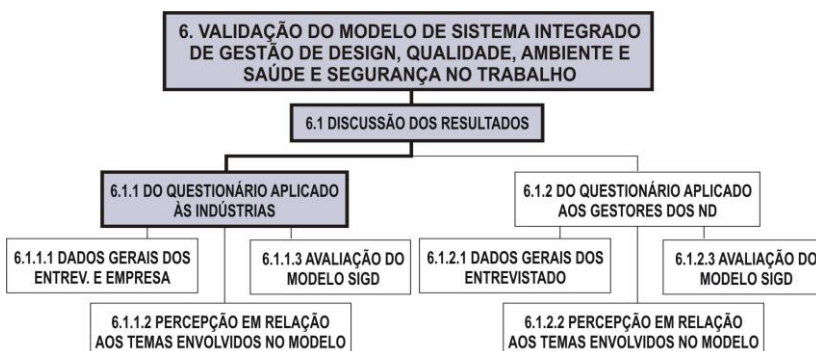 6. VALIDAÇÃO DO MODELO DE SISTEMA INTEGRADO
DE GESTÃO DE DESIGN, QUALIDADE, AMBIENTE E
SAÚDE E SEGURANÇA NO TRABALHO
6.1 DISCUSSÃO DOS RESULTADOS
6.1.1 DO QUESTIONÁRIO APLICADO
ÀS INDÚSTRIAS
6.1.2 DO QUESTIONÁRIO APLICADO
AOS GESTORES DOS ND
6.1.1.1 DADOS GERAIS DOS
ENTREV. E EMPRESA
6.1.1.3 AVALIAÇÃO DO
MODELO SIGD
6.1.2.1 DADOS GERAIS DOS
ENTREVISTADO
6.1.2.3 AVALIAÇÃO DO
MODELO SIGD
6.1.1.2 PERCEPÇÃO EM RELAÇÃO
AOS TEMAS ENVOLVIDOS NO MODELO
6.1.2.2 PERCEPÇÃO EM RELAÇÃO
AOS TEMAS ENVOLVIDOS NO MODELO